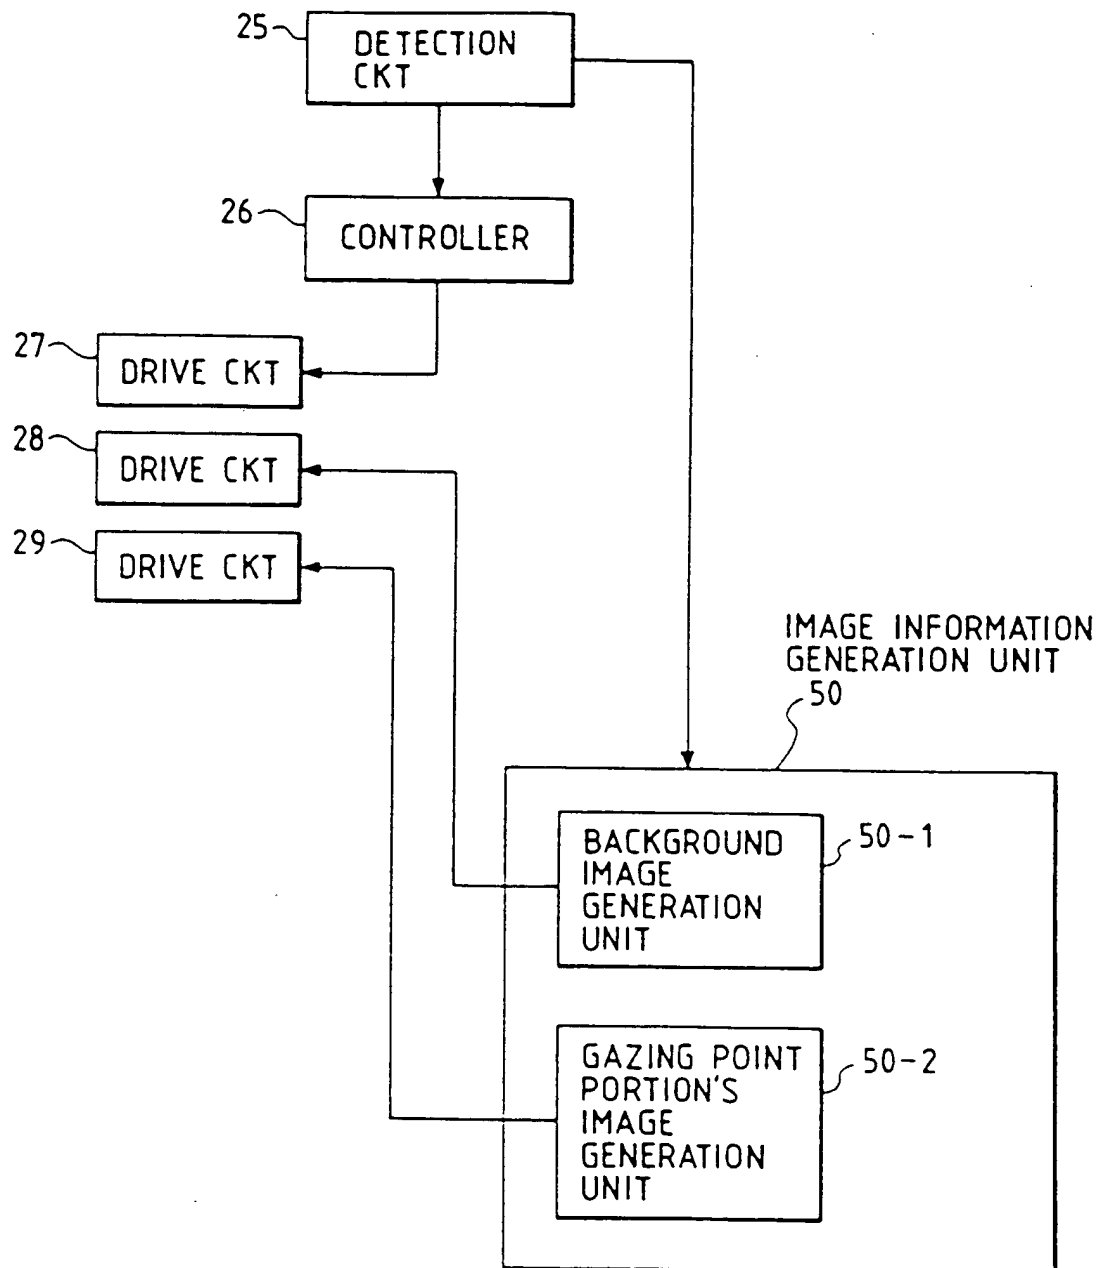 25
DETECTION
CKT
26
CONTROLLER
27
DRIVE CKT
28
DRIVE CKT
29
DRIVE CKT
IMAGE INFORMATION
GENERATION UNIT
50
BACKGROUND
IMAGE
GENERATION
UNIT
50-1
GAZING POINT
PORTION'S
IMAGE
GENERATION
UNIT
50-2